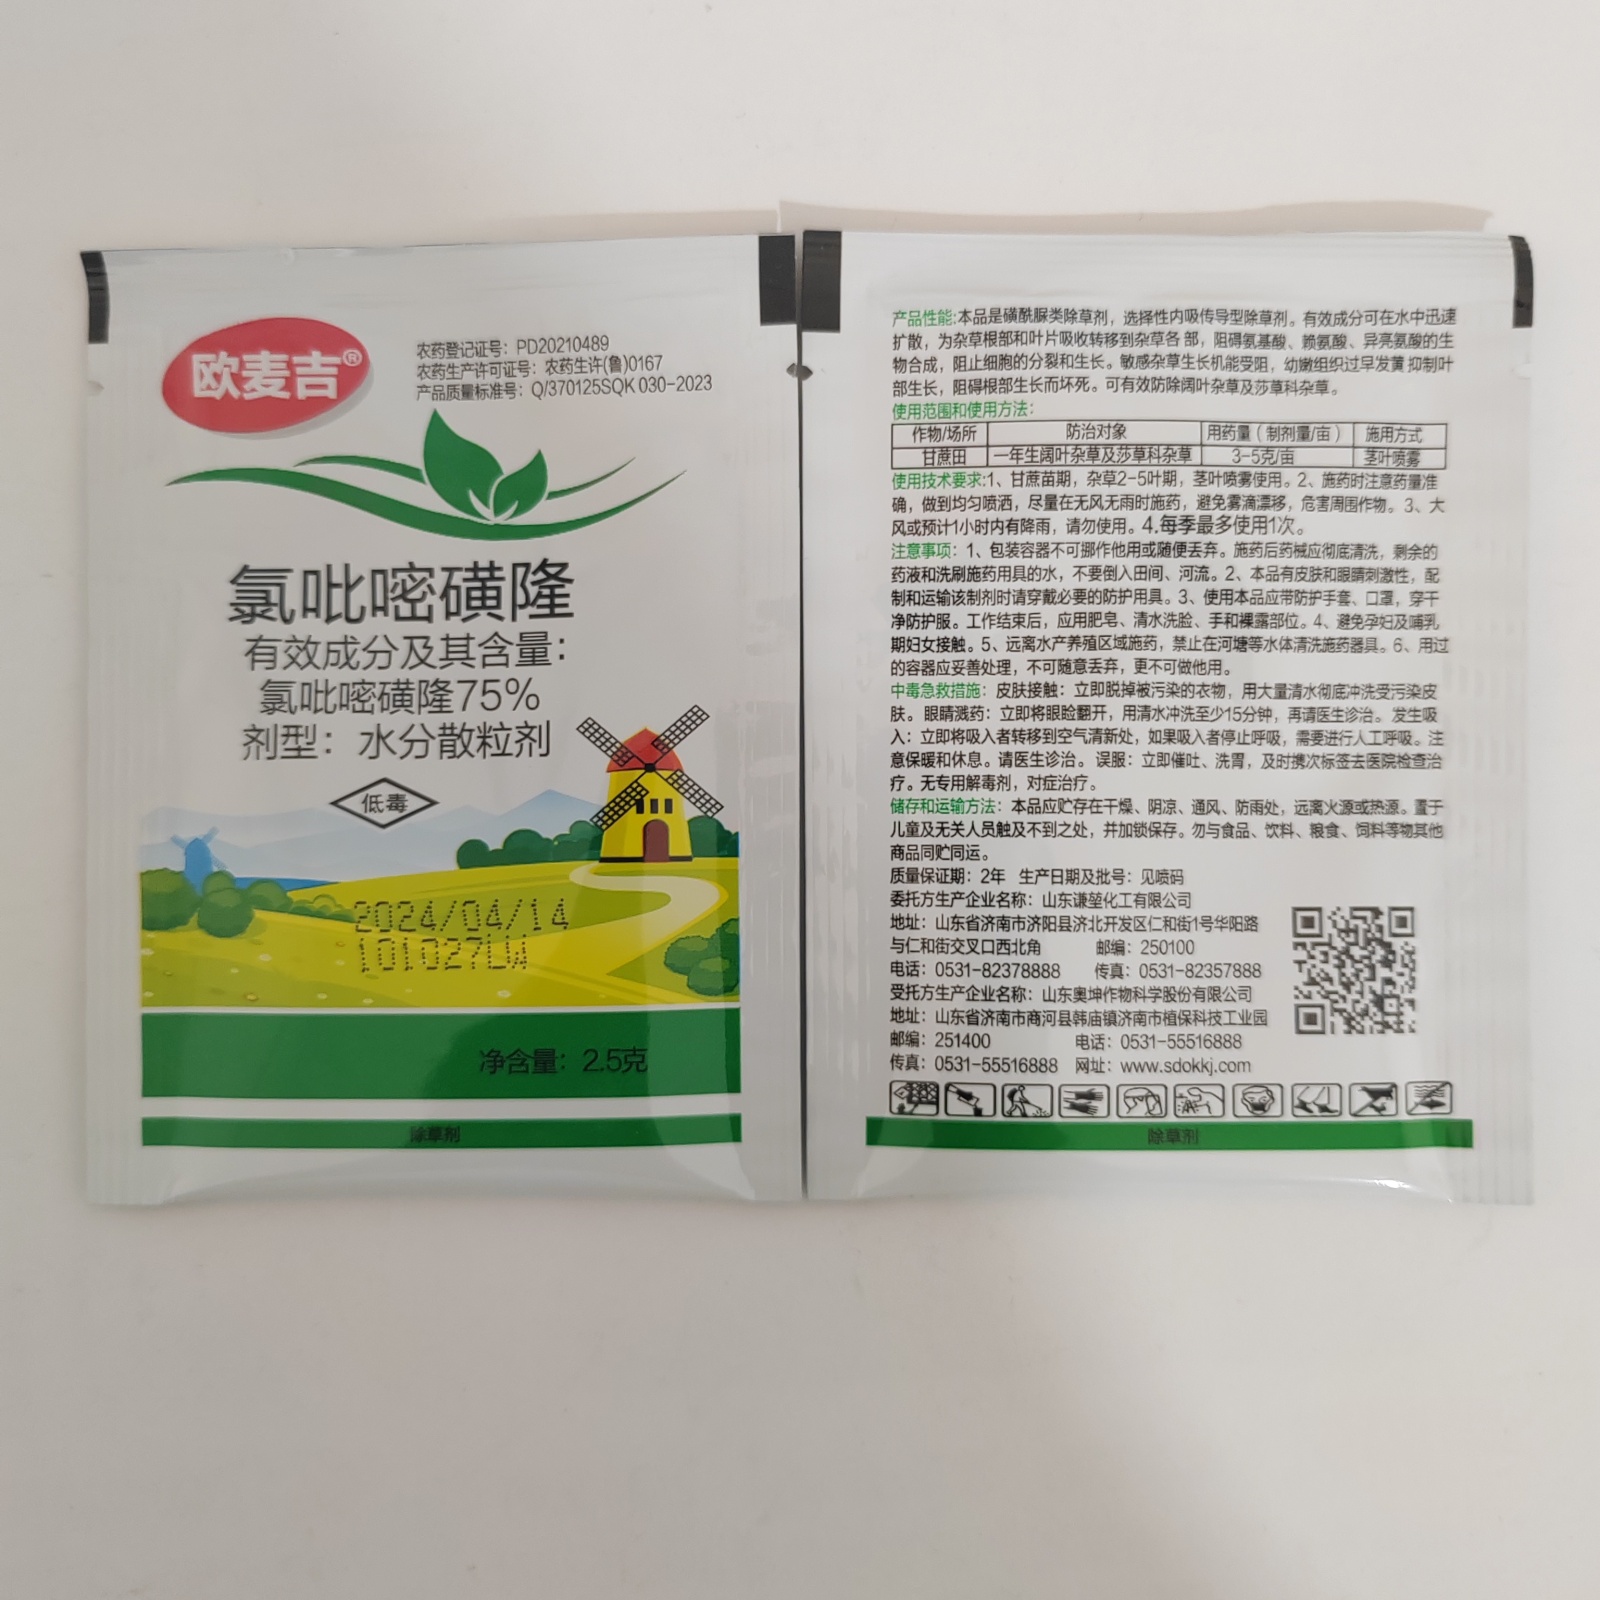 欧麦吉®
农药登记证号：PD20210489
农药生产许可证号：农药生许(鲁)0167
产品质量标准号：Q/370125SQK 030-2023
氯吡嘧磺隆
有效成分及其含量：
氯吡嘧磺隆75%
剂型：水分散粒剂
低毒
2024/04/14
101027LW
净含量：2.5克
除草剂
产品性能:本品是磺酰脲类除草剂，选择性内吸传导型除草剂。有效成分可在水中迅速
扩散，为杂草根部和叶片吸收转移到杂草各 部，阻碍氨基酸、赖氨酸、异亮氨酸的生
物合成，阻止细胞的分裂和生长。敏感杂草生长机能受阻，幼嫩组织过早发黄抑制叶
部生长，阻碍根部生长而坏死。可有效防除阔叶杂草及莎草科杂草。
使用范围和使用方法：
作物/场所 防治对象 用药量（制剂量/亩） 施用方式
甘蔗田 一年生阔叶杂草及莎草科杂草 3-5克/亩 茎叶喷雾
使用技术要求:1、甘蔗苗期，杂草2-5叶期，茎叶喷雾使用。2、施药时注意药量准
确，做到均匀喷洒，尽量在无风无雨时施药，避免雾滴漂移，危害周围作物。3、大
风或预计1小时内有降雨，请勿使用。4.每季最多使用1次。
注意事项：1、包装容器不可挪作他用或随便丢弃。施药后药械应彻底清洗，剩余的
药液和洗刷施药用具的水，不要倒入田间、河流。2、本品有皮肤和眼睛刺激性，配
制和运输该制剂时请穿戴必要的防护用具。3、使用本品应带防护手套、口罩，穿干
净防护服。工作结束后，应用肥皂、清水洗脸、手和裸露部位。4、避免孕妇及哺乳
期妇女接触。5、远离水产养殖区域施药，禁止在河塘等水体清洗施药器具。6、用过
的容器应妥善处理，不可随意丢弃，更不可做他用。
中毒急救措施：皮肤接触：立即脱掉被污染的衣物，用大量清水彻底冲洗受污染皮
肤。眼睛溅药：立即将眼睑翻开，用清水冲洗至少15分钟，再请医生诊治。发生吸
入：立即将吸入者转移到空气清新处，如果吸入者停止呼吸，需要进行人工呼吸。注
意保暖和休息。请医生诊治。误服：立即催吐、洗胃，及时携次标签去医院检查治
疗。无专用解毒剂，对症治疗。
储存和运输方法：本品应贮存在干燥、阴凉、通风、防雨处，远离火源或热源。置于
儿童及无关人员触及不到之处，并加锁保存。勿与食品、饮料、粮食、饲料等物其他
商品同贮同运。
质量保证期：2年 生产日期及批号：见喷码
委托方生产企业名称：山东谦堃化工有限公司
地址：山东省济南市济阳县济北开发区仁和街1号华阳路
与仁和街交叉口西北角 邮编：250100
电话：0531-82378888 传真：0531-82357888
受托方生产企业名称：山东奥坤作物科学股份有限公司
地址：山东省济南市商河县韩庙镇济南市植保科技工业园
邮编：251400 电话：0531-55516888
传真：0531-55516888 网址：www.sdokkj.com
除草剂